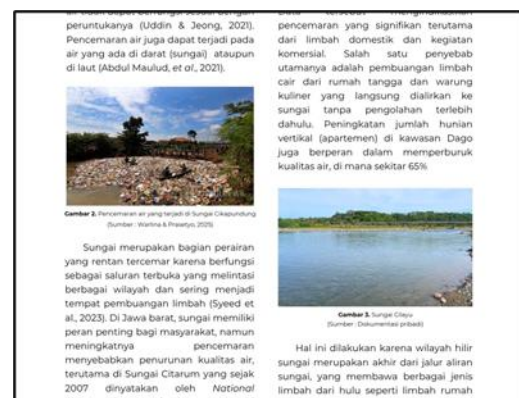 peruntukanya (Uddin & Jeong, 2021).
Pencemaran air juga dapat terjadi pada
air yang ada di darat (sungai) ataupun
di laut (Abdul Maulud, et al., 2021).
Gambar 2. Pencemaran air yang terjadi di Sungai Cikapundung
(Sumber : Warlina & Prasetyo, 2025)
Sungai merupakan bagian perairan
yang rentan tercemar karena berfungsi
sebagai saluran terbuka yang melintasi
berbagai wilayah dan sering menjadi
tempat pembuangan limbah (Syeed et
al., 2023). Di Jawa barat, sungai memiliki
peran penting bagi masyarakat, namun
meningkatnya pencemaran
menyebabkan penurunan kualitas air,
terutama di Sungai Citarum yang sejak
2007 dinyatakan oleh National
pencemaran yang signifikan terutama
dari limbah domestik dan kegiatan
komersial. Salah satu penyebab
utamanya adalah pembuangan limbah
cair dari rumah tangga dan warung
kuliner yang langsung dialirkan ke
sungai tanpa pengolahan terlebih
dahulu. Peningkatan jumlah hunian
vertikal (apartemen) di kawasan Dago
juga berperan dalam memperburuk
kualitas air, di mana sekitar 65%
Gambar 3. Sungai Cilayu
(Sumber : Dokumentasi pribadi)
Hal ini dilakukan karena wilayah hilir
sungai merupakan akhir dari jalur aliran
sungai, yang membawa berbagai jenis
limbah dari hulu seperti limbah rumah